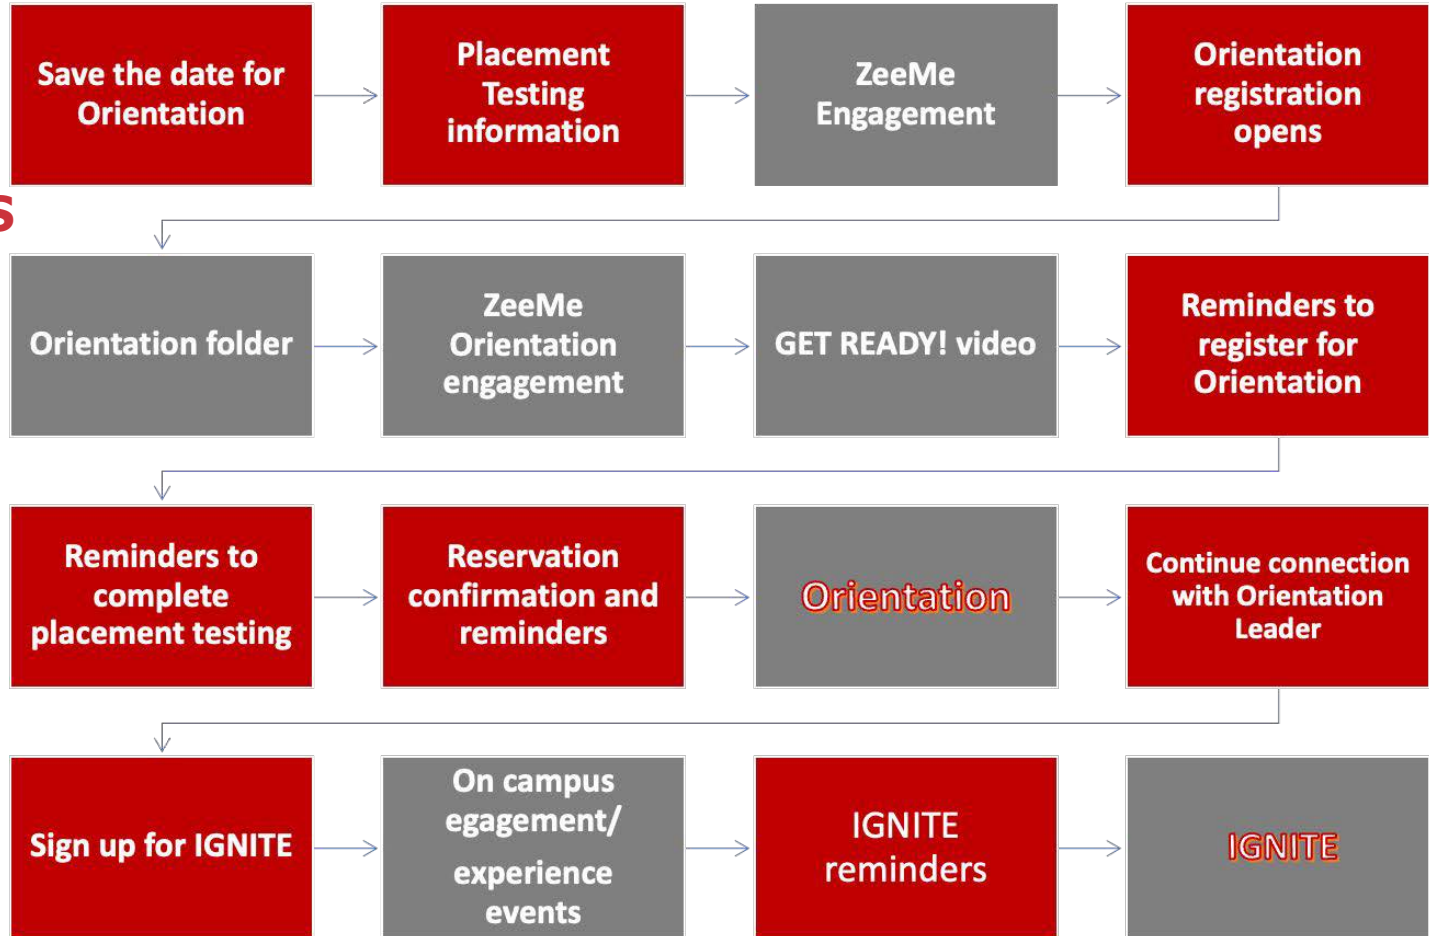 Save the date for
Orientation
Placement
Testing
information
ZeeMe
Engagement
Orientation
registration
opens
s
Orientation folder
ZeeMe
Orientation
engagement
GET READY! video
Reminders to
register for
Orientation
Reminders to
complete
placement testing
Reservation
confirmation and
reminders
Orientation
Continue connection
with Orientation
Leader
Sign up for IGNITE
On campus
egagement/
experience
events
IGNITE
reminders
IGNITE